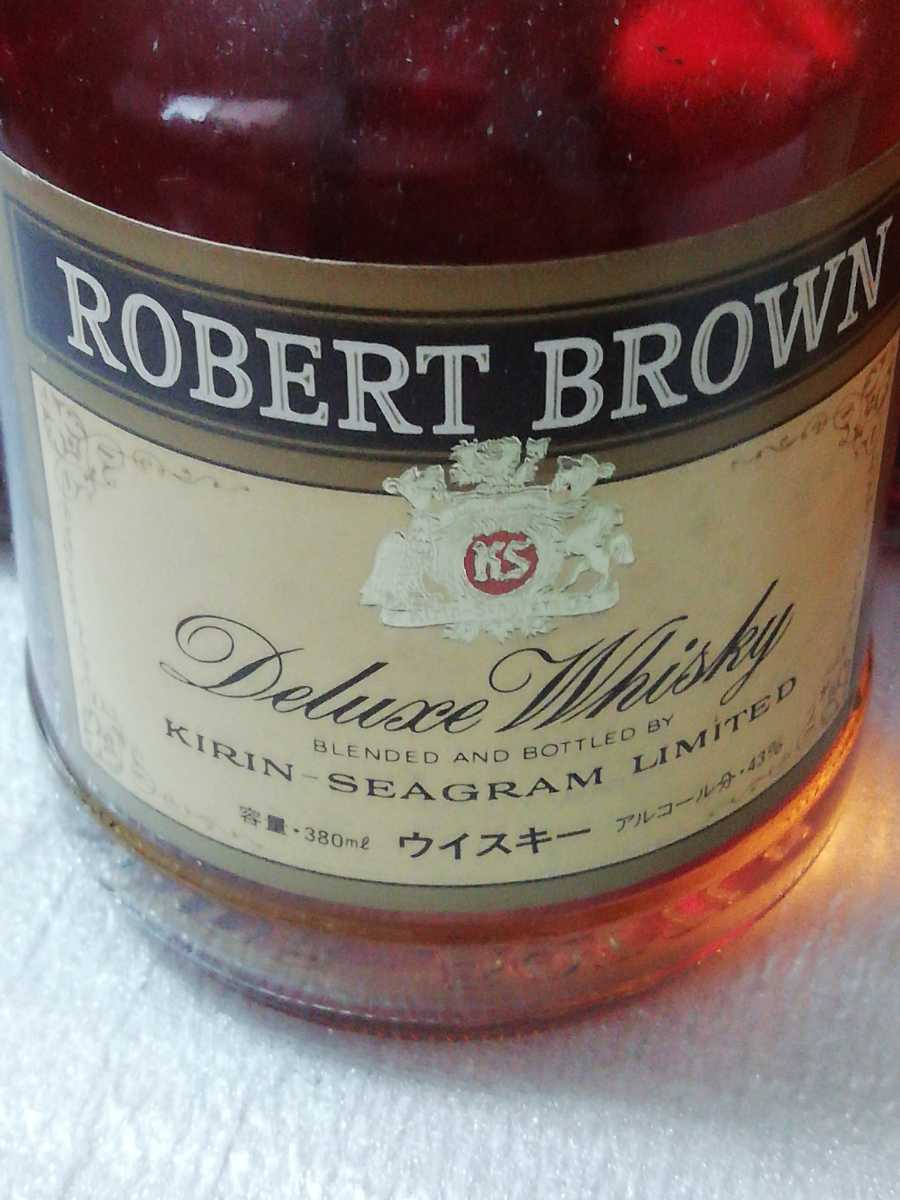 ROBERT BROWN
KS
Deluxe Whisky
BLENDED AND BOTTLED BY
KIRIN-SEAGRAM LIMITED
容量・380ml ウイスキー アルコール分・43%